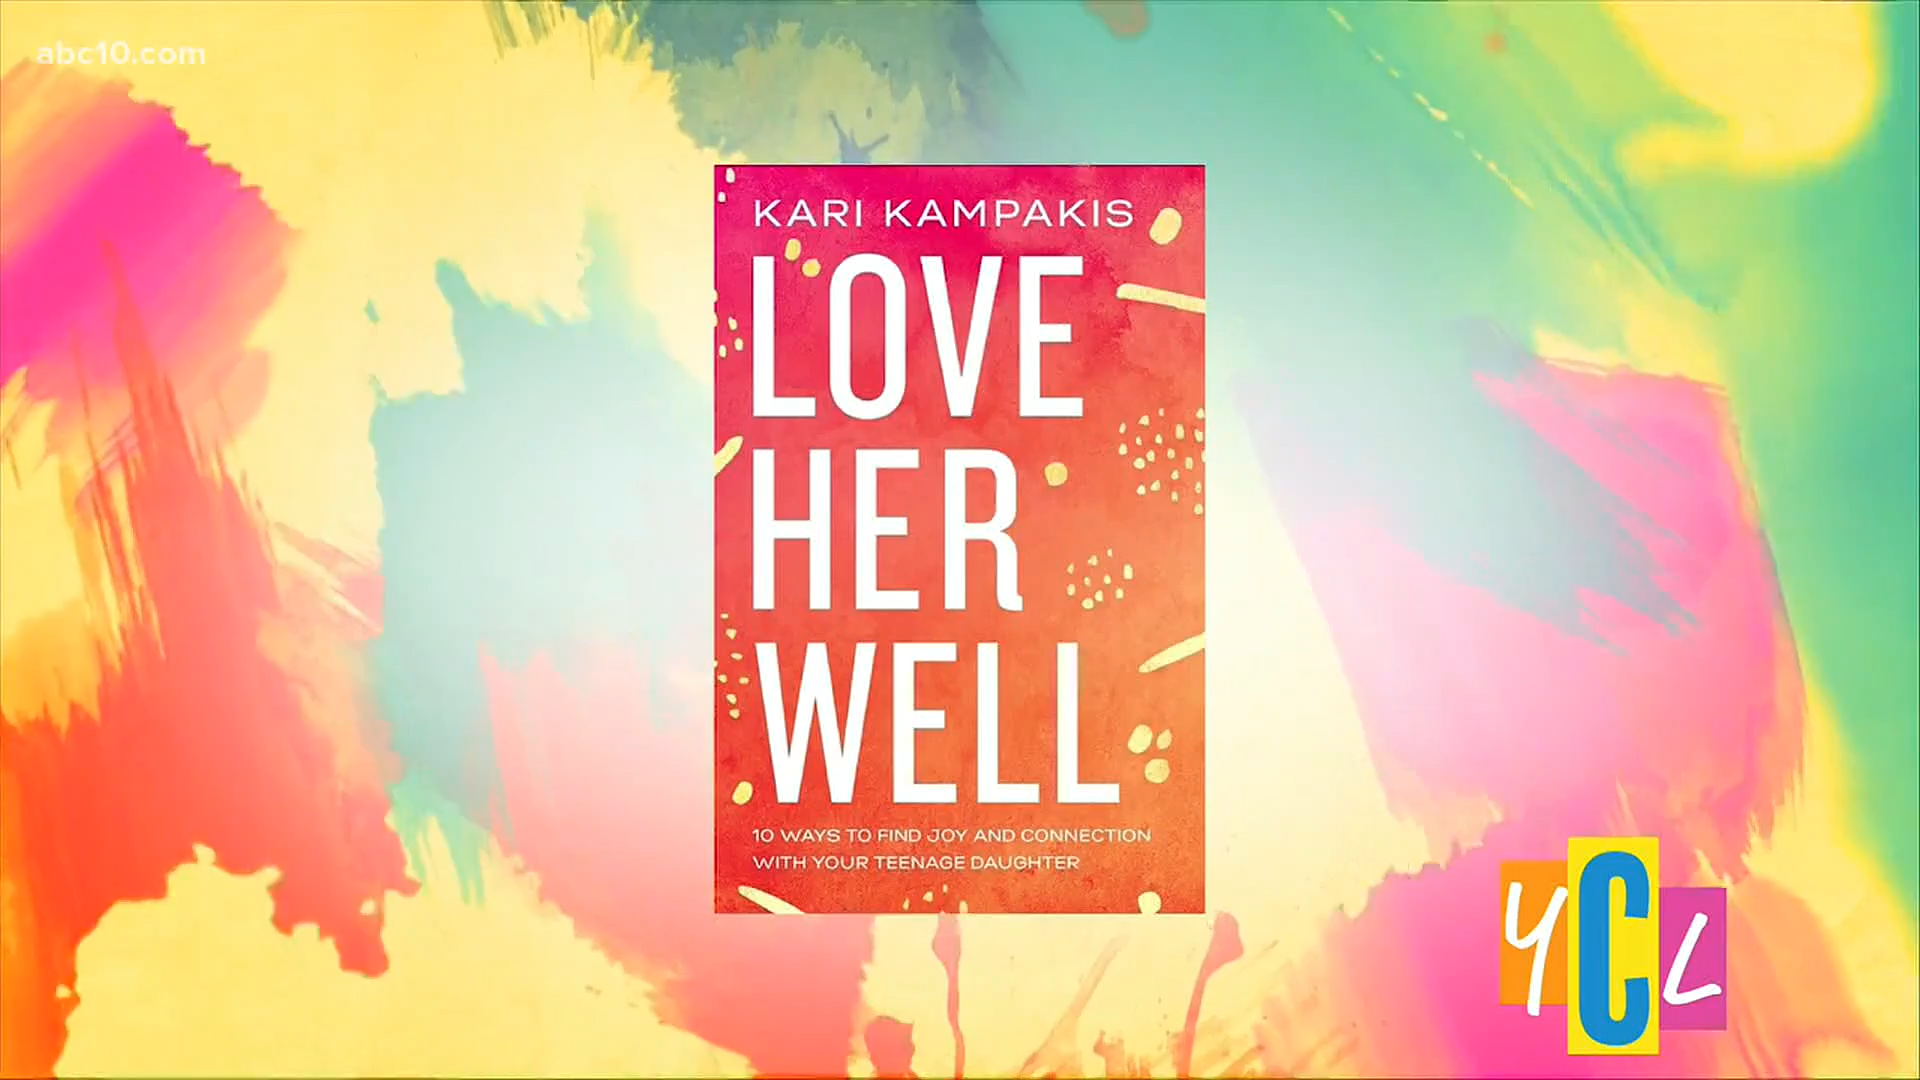 abc10.com
KARI KAMPAKIS
LOVE
HER
WELL
10 WAYS TO FIND JOY AND CONNECTION
WITH YOUR TEENAGE DAUGHTER
YCL